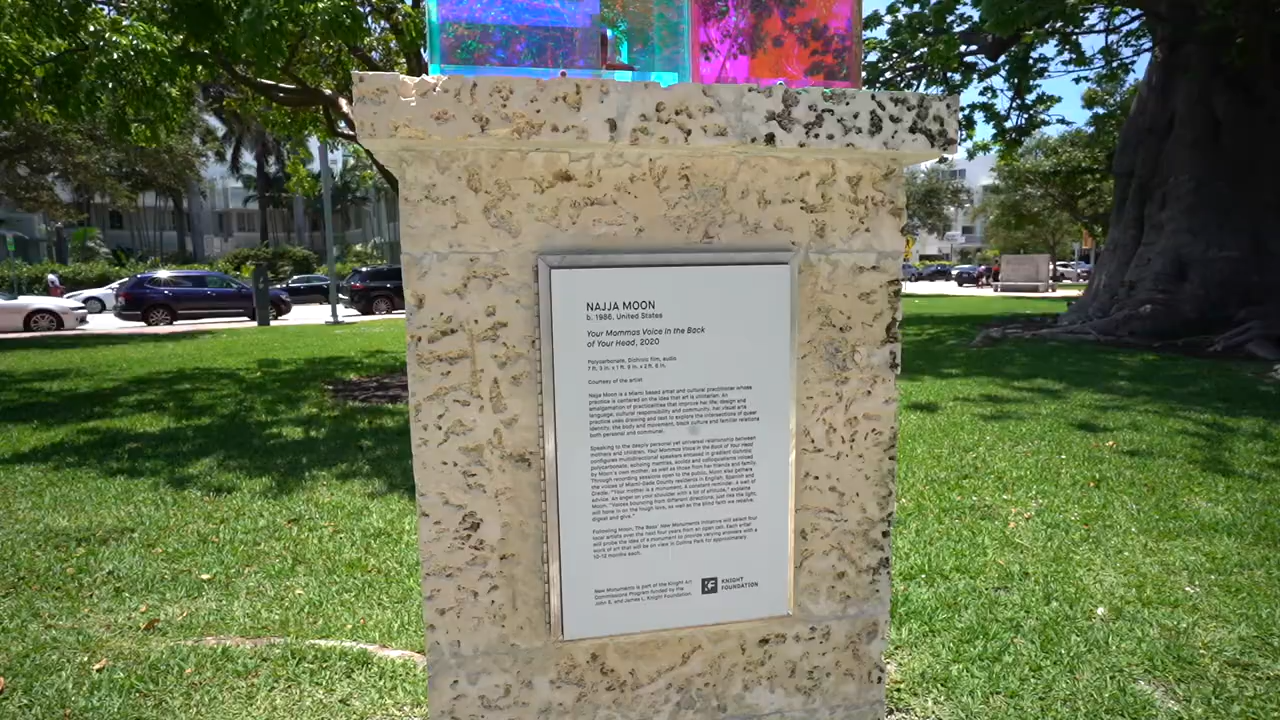 NAJJA MOON
b. 1986, United States
Your Mommas Voice in the Back
of Your Head, 2020
Polycarbonate, Dichroic film, audio
7 ft. 3 in. x 1 ft. 9 in. x 2 ft. 6 in.
Courtesy of the artist
Najja Moon is a Miami based artist and cultural practitioner whose
practice is centered on the idea that art is utilitarian. An
amalgamation of practicalities that improve her life; design and
language, cultural responsibility and community, her visual arts
practice uses drawing and text to explore the intersections of queer
identity, the body and movement, black culture and familial relations
both personal and communal.
Speaking to the deeply personal yet universal relationship between
mothers and children, Your Mommas Voice in the Back of Your Head
configures multidirectional speakers encased in gradient dichroic
polycarbonate, echoing mantras, scolds and colloquialisms voiced
by Moon's own mother, as well as those from her friends and family.
Through recording sessions open to the public, Moon also gathers
the voices of Miami-Dade County residents in English, Spanish and
Creole. "Your mother is a monument. A constant reminder. A well of
advice. An angel on your shoulder with a lot of attitude," explains
Moon. "Voices bouncing from different directions; just like the light,
will hone in on the tough love, as well as the blind faith we receive,
digest and give."
Following Moon, The Bass' New Monuments initiative will select four
local artists over the next four years from an open call. Each artist
will probe the idea of a monument to provide varying answers with a
work of art that will be on view in Collins Park for approximately
10-12 months each.
New Monuments is part of the Knight Art
Commissions Program funded by the
John S. and James L. Knight Foundation.
KNIGHT
FOUNDATION